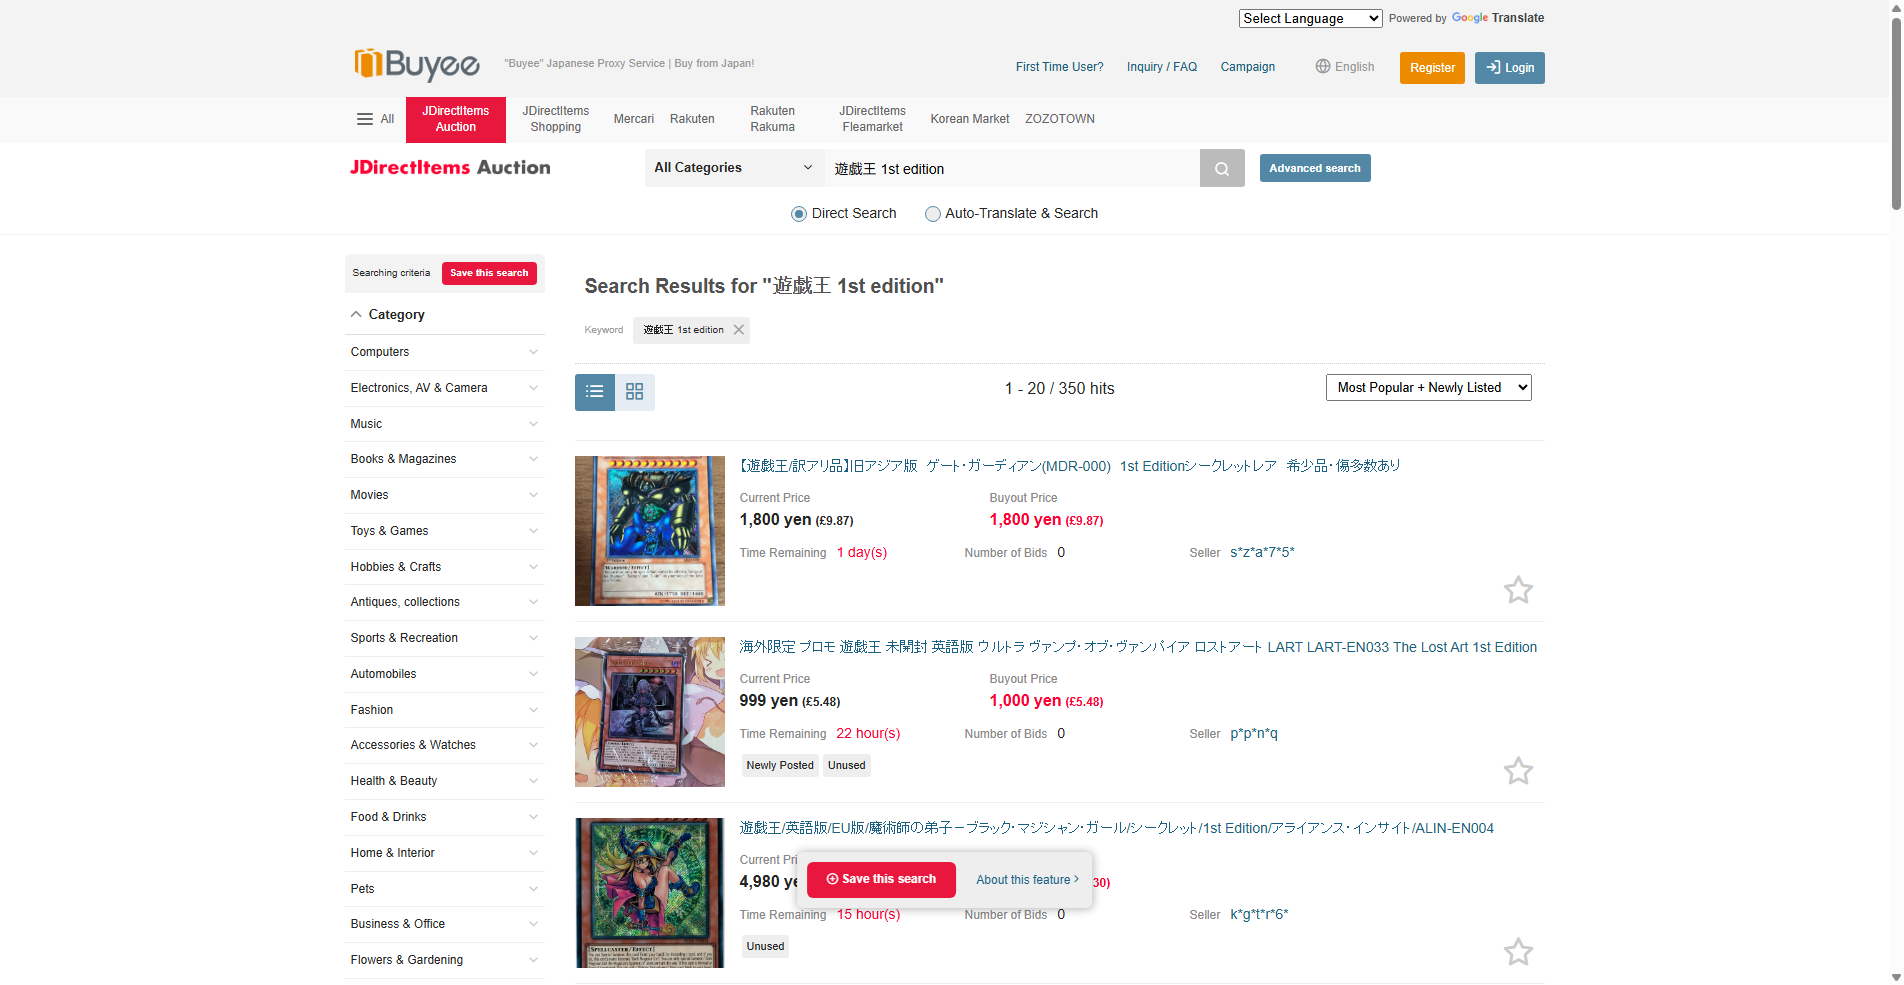 Select Language
Powered by Google Translate
Buyee
"Buyee" Japanese Proxy Service | Buy from Japan!
First Time User?
Inquiry / FAQ
Campaign
English
Register
Login
All
JDirectItems Auction
JDirectItems Shopping
Mercari
Rakuten
Rakuten Rakuma
JDirectItems Fleamarket
Korean Market
ZOZOTOWN
JDirectItems Auction
All Categories
遊戯王 1st edition
Advanced search
Direct Search
Auto-Translate & Search
Searching criteria
Save this search
Category
Computers
Electronics, AV & Camera
Music
Books & Magazines
Movies
Toys & Games
Hobbies & Crafts
Antiques, collections
Sports & Recreation
Automobiles
Fashion
Accessories & Watches
Health & Beauty
Food & Drinks
Home & Interior
Pets
Business & Office
Flowers & Gardening
Search Results for "遊戯王 1st edition"
Keyword
遊戯王 1st edition
1 - 20 / 350 hits
Most Popular + Newly Listed
【遊戯王/訳アリ品】旧アジア版 ゲート・ガーディアン(MDR-000) 1st Editionシークレットレア 希少品・傷多数あり
Current Price
Buyout Price
1,800 yen (£9.87)
1,800 yen (£9.87)
Time Remaining 1 day(s)
Number of Bids 0
Seller s*z*a*7*5*
海外限定 プロモ 遊戯王 未開封 英語版 ウルトラ ヴァンプ・オブ・ヴァンパイア ロストアート LART LART-EN033 The Lost Art 1st Edition
Current Price
Buyout Price
999 yen (£5.48)
1,000 yen (£5.48)
Time Remaining 22 hour(s)
Number of Bids 0
Seller p*p*n*q
Newly Posted
Unused
遊戯王/英語版/EU版/魔術師の弟子－ブラック・マジシャン・ガール/シークレット/1st Edition/アライアンス・インサイト/ALIN-EN004
Current Pri
4,980 ye
30)
Save this search
About this feature
Time Remaining 15 hour(s)
Number of Bids 0
Seller k*g*t*r*6*
Unused
[SPELLCASTER/EFFECT]